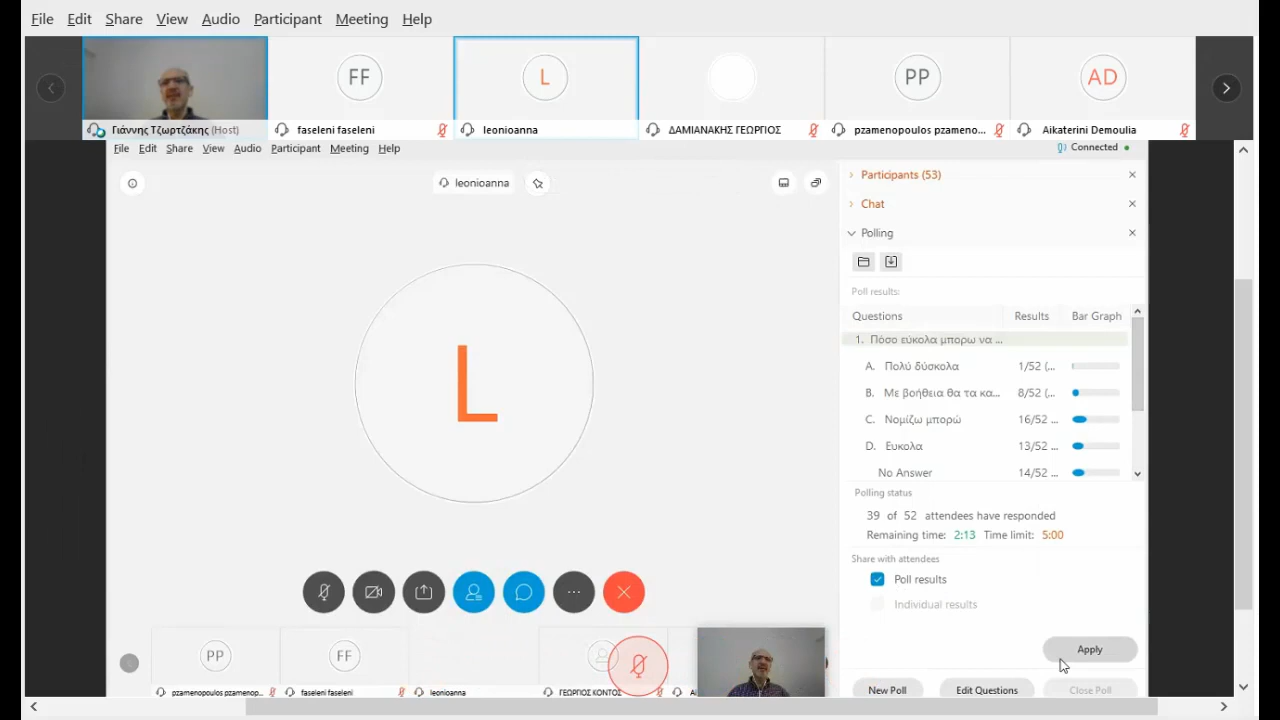 File Edit Share View Audio Participant Meeting Help
FF
L
PP
AD
Γιάννης Τζωρτζάκης (Host)
faseleni faseleni
leonioanna
ΔΑΜΙΑΝΑΚΗΣ ΓΕΩΡΓΙΟΣ
pzamenopoulos pzameno...
Aikaterini Demoulia
File Edit Share View Audio Participant Meeting Help
Connected
leonioanna
Participants (53)
Chat
Polling
Poll results:
Questions Results Bar Graph
1. Πόσο εύκολα μπορω να ...
A. Πολύ δύσκολα 1/52 (...
B. Με βοήθεια θα τα κα... 8/52 (...
C. Νομίζω μπορώ 16/52 ...
D. Ευκολα 13/52 ...
No Answer 14/52 ...
L
Polling status
39 of 52 attendees have responded
Remaining time: 2:13 Time limit: 5:00
Share with attendees
Poll results
Individual results
Apply
New Poll Edit Questions Close Poll
PP
FF
pzamenopoulos pzamenop...
faseleni faseleni
leonioanna
ΓΕΩΡΓΙΟΣ ΚΟΝΤΟΣ